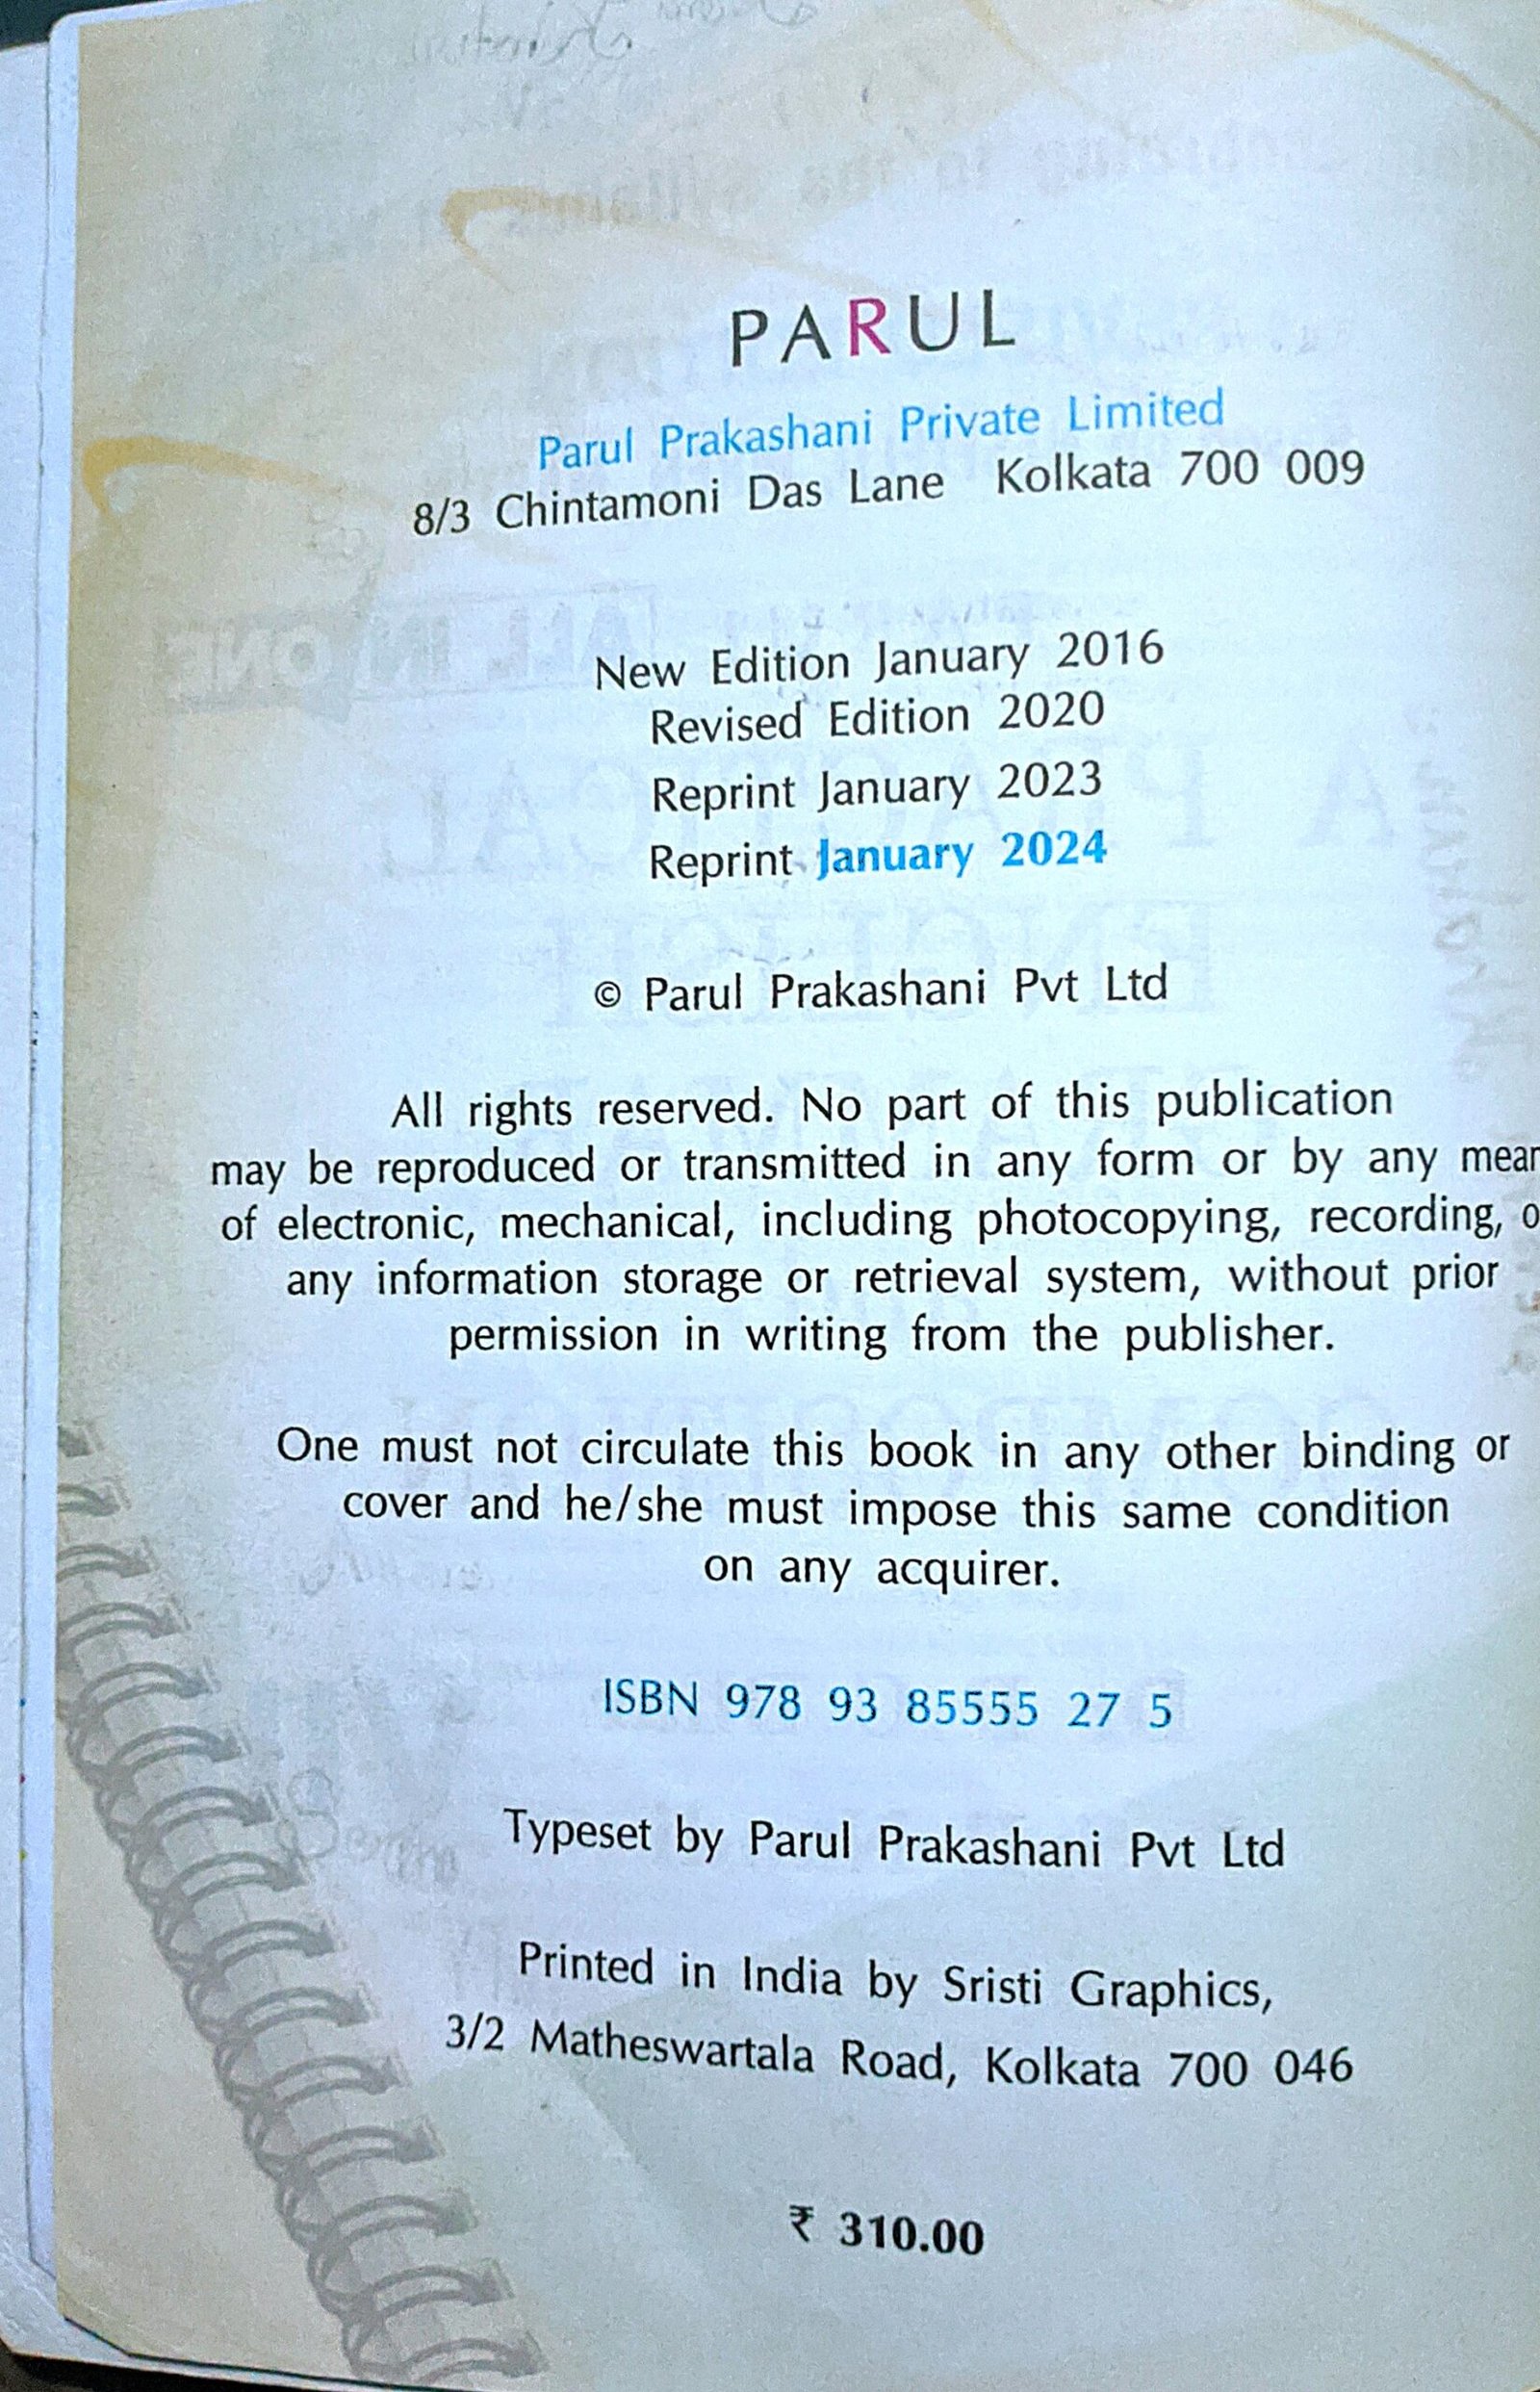 PARUL
Parul Prakashani Private Limited
8/3 Chintamoni Das Lane Kolkata 700 009
New Edition January 2016
Revised Edition 2020
Reprint January 2023
Reprint January 2024
© Parul Prakashani Pvt Ltd
All rights reserved. No part of this publication
may be reproduced or transmitted in any form or by any
of electronic, mechanical, including photocopying, recording,
any information storage or retrieval system, without prior
permission in writing from the publisher.
One must not circulate this book in any other binding or
cover and he/she must impose this same condition
on any acquirer.
ISBN 978 93 85555 27 5
Typeset by Parul Prakashani Pvt Ltd
Printed in India by Sristi Graphics,
3/2 Matheswartala Road, Kolkata 700 046
₹ 310.00